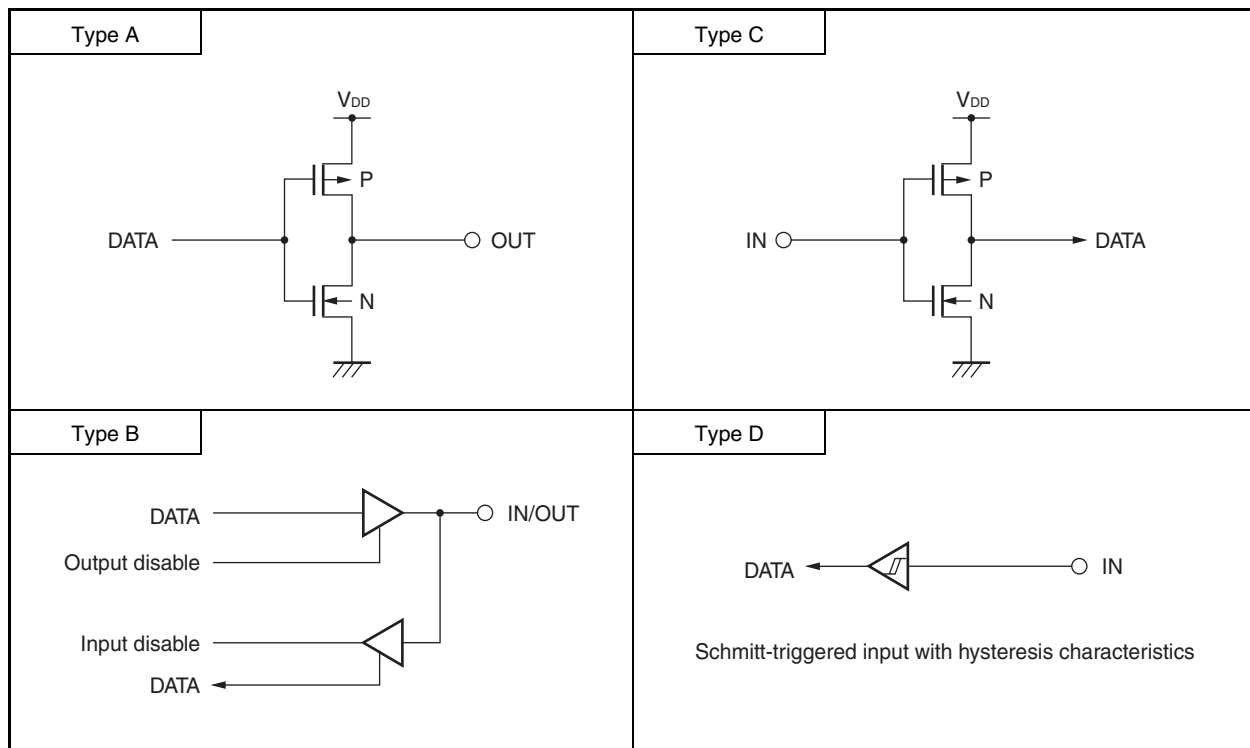 Type A
VDD
P
DATA
OUT
N
Type C
VDD
P
IN
DATA
N
Type B
DATA
IN/OUT
Output disable
Input disable
DATA
Type D
DATA
IN
Schmitt-triggered input with hysteresis characteristics